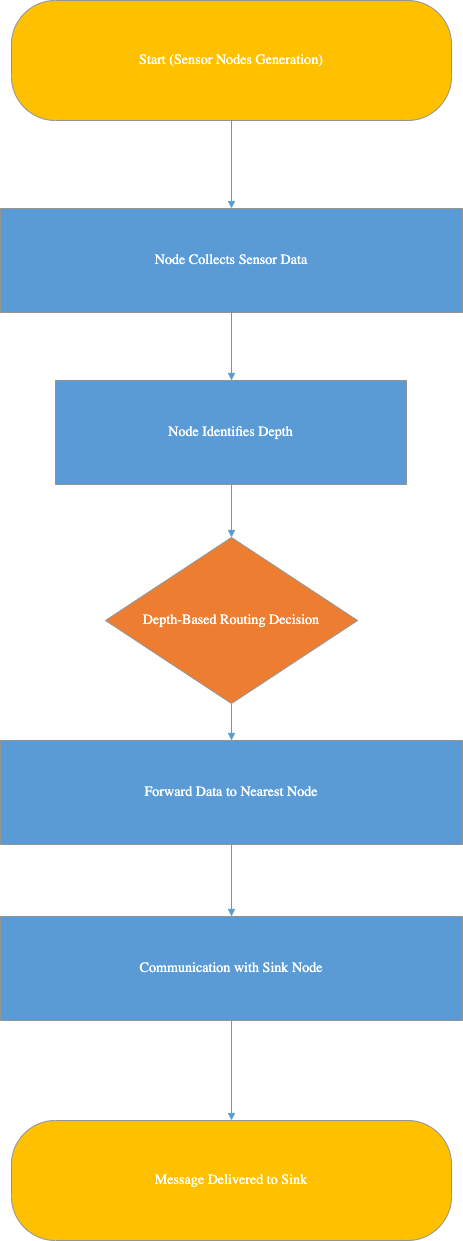 Start (Sensor Nodes Generation)
Node Collects Sensor Data
Node Identifies Depth
Depth-Based Routing Decision
Forward Data to Nearest Node
Communication with Sink Node
Message Delivered to Sink